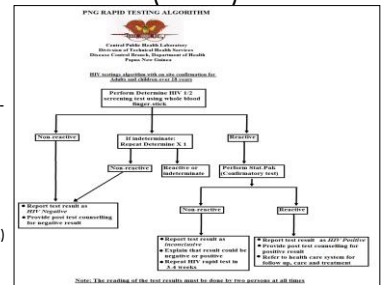 PNG RAPID TESTING ALGORITHM
Central Public Health Laboratory
Division of Technical Health Services
Disease Control Branch, Department of Health
Papua New Guinea
HIV testings algorithm with on site confirmation for
Adults and children over 18 years
Perform Determine HIV 1/2
screening test using whole blood
finger stick
Non-reactive
If indeterminate:
Repeat Determine X 1
Reactive
Non-reactive
Reactive or
indeterminate
Perform Stat-Pak
(Confirmatory test)
Non-reactive
Reactive
• Report test result as
HIV Negative
• Provide post test counselling
for negative result
• Report test result as
inconclusive
• Explain that result could be
negative or positive
• Repeat HIV rapid test in
• Report test result as HIV Positive
• Provide post test counselling for
positive result
• Refer to health care system for
follow up, care and treatment
Note: The reading of the test results must be done by two persons at all times